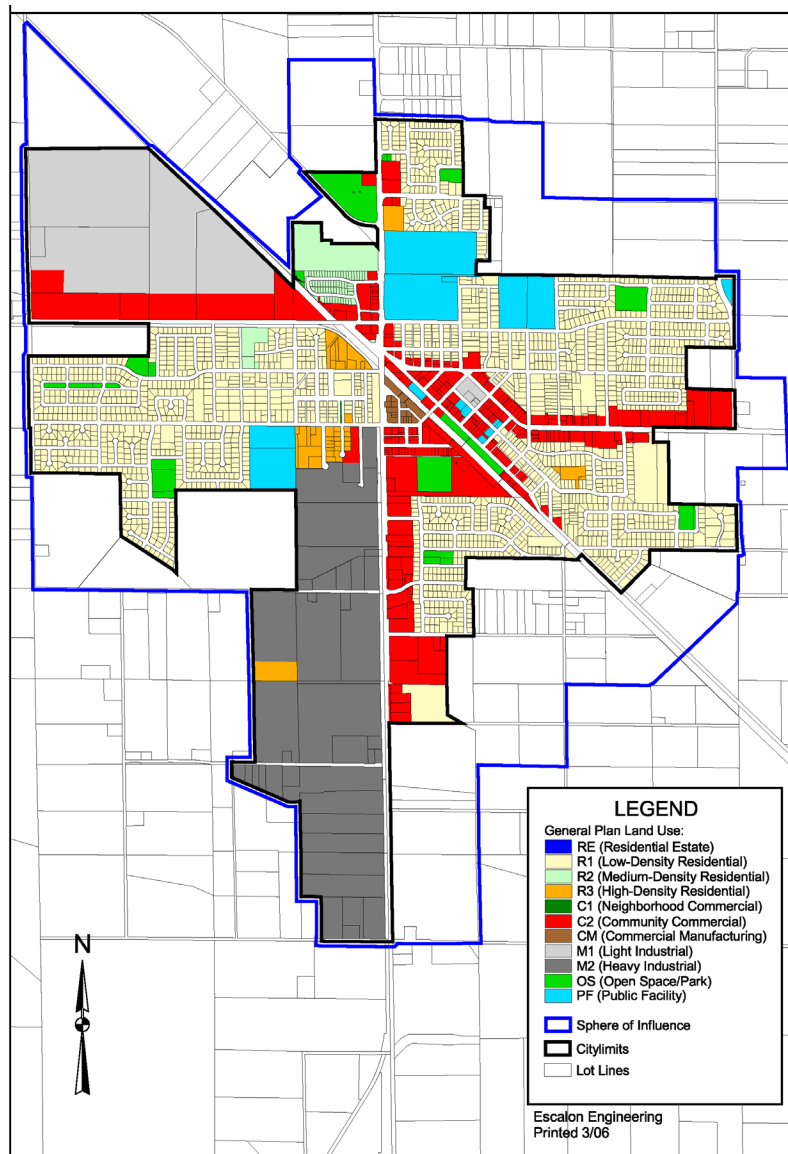 LEGEND
General Plan Land Use:
RE (Residential Estate)
R1 (Low-Density Residential)
R2 (Medium-Density Residential)
R3 (High-Density Residential)
C1 (Neighborhood Commercial)
C2 (Community Commercial)
CM (Commercial Manufacturing)
M1 (Light Industrial)
M2 (Heavy Industrial)
OS (Open Space/Park)
PF (Public Facility)
Sphere of Influence
Citylimits
Lot Lines
N
Escalon Engineering
Printed 3/06